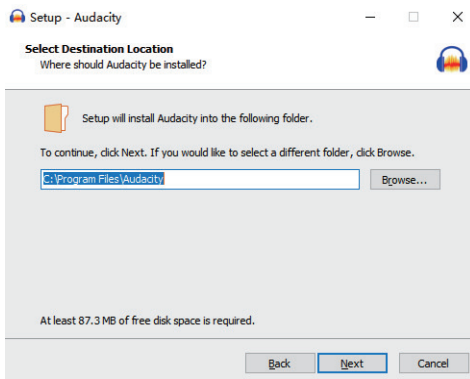 Setup - Audacity
Select Destination Location
Where should Audacity be installed?
Setup will install Audacity into the following folder.
To continue, click Next. If you would like to select a different folder, click Browse.
C:\Program Files\Audacity
Browse...
At least 87.3 MB of free disk space is required.
Back
Next
Cancel